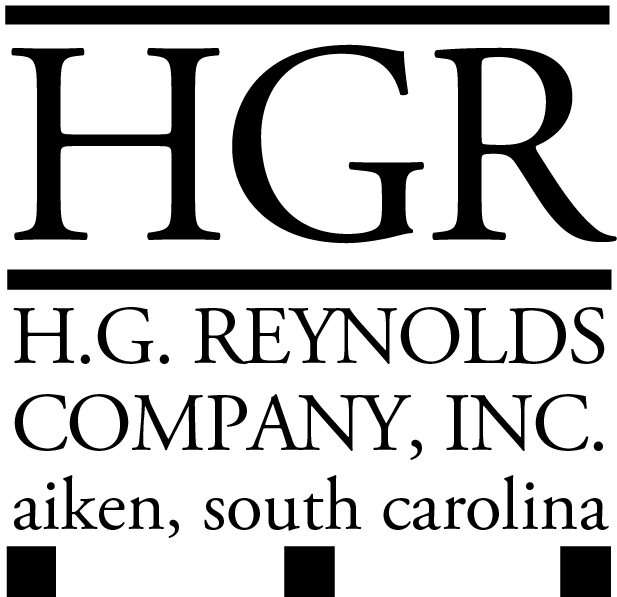 HGR
H.G. REYNOLDS
COMPANY, INC.
aiken, south carolina